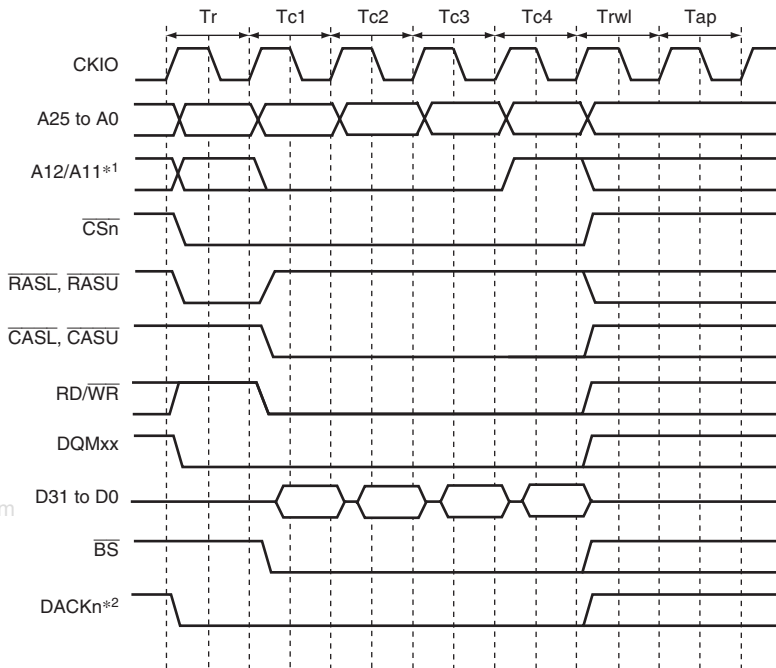 Tr Tc1 Tc2 Tc3 Tc4 Trwl Tap
CKIO
A25 to A0
A12/A11*1
CSn
RASL, RASU
CASL, CASU
RD/WR
DQMxx
D31 to D0
m
BS
DACKn*2